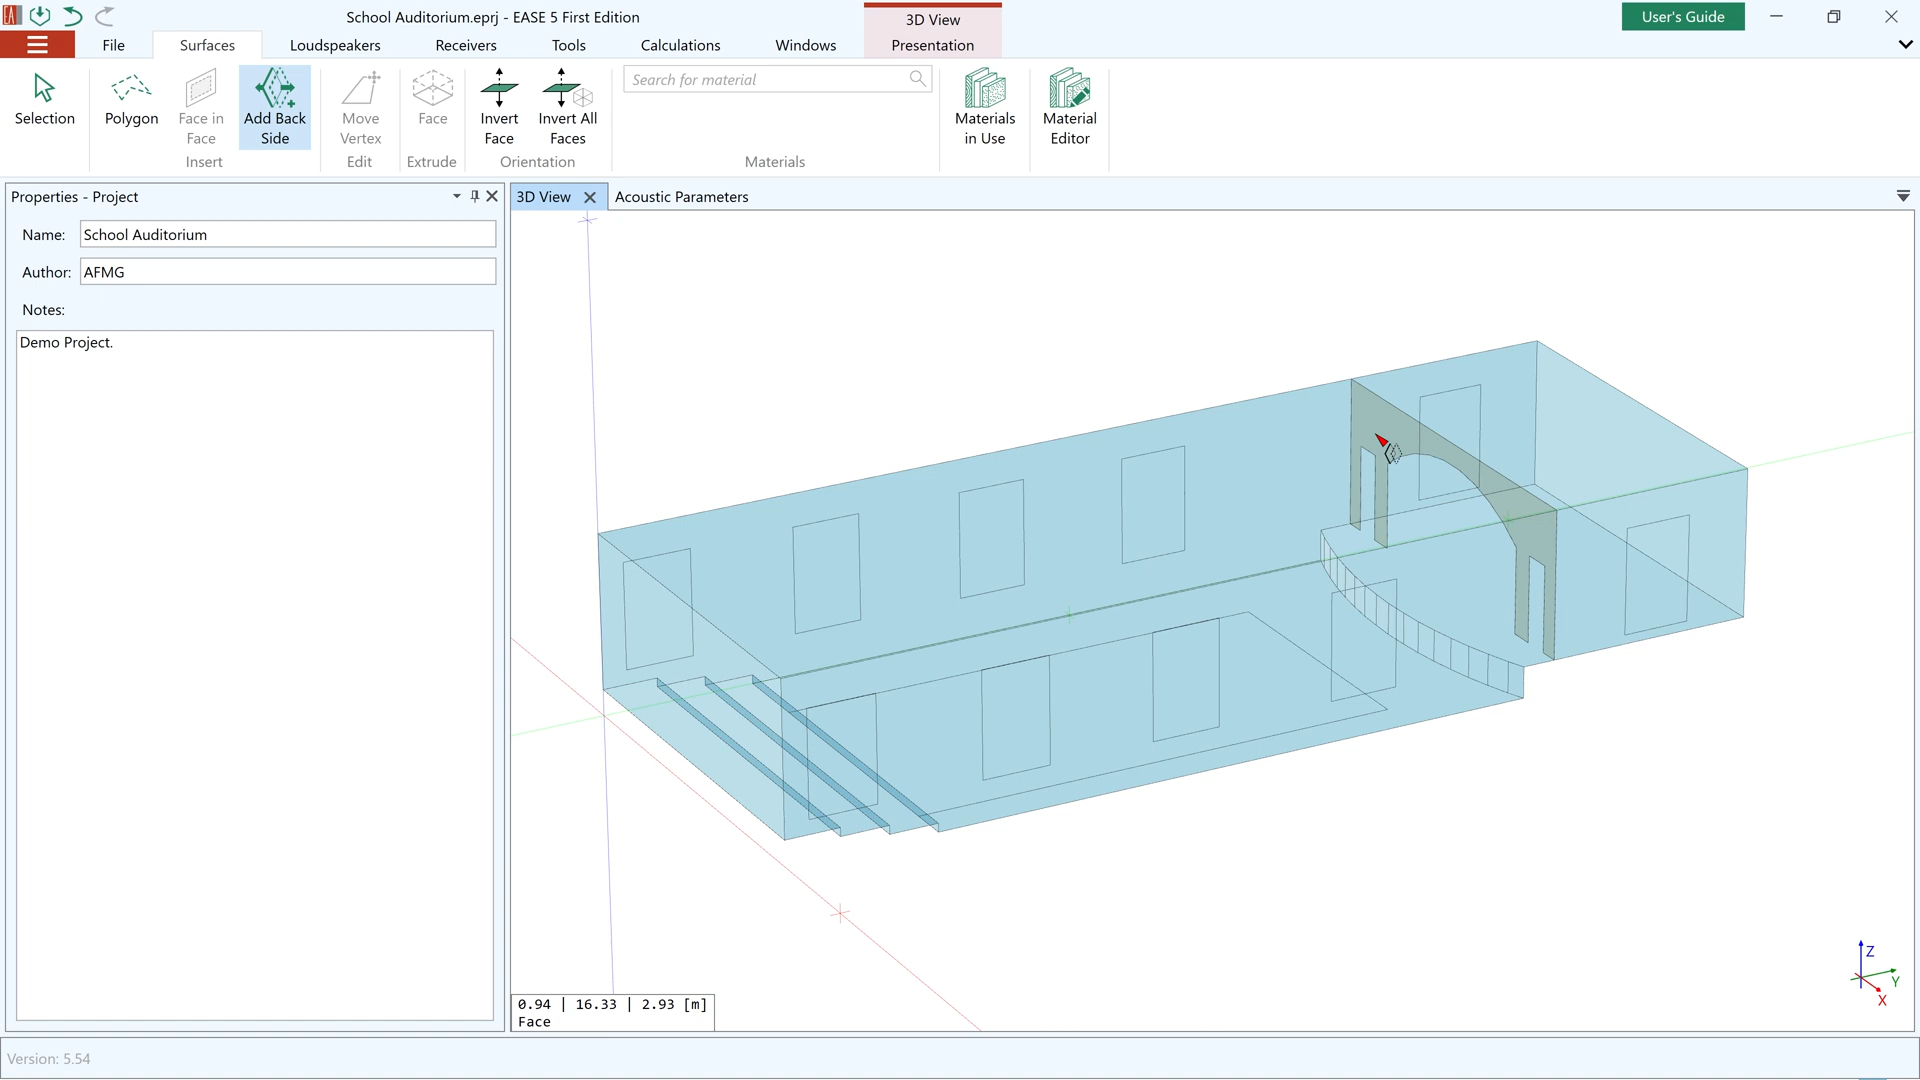 School Auditorium.eprj - EASE 5 First Edition
3D View
User's Guide
File
Surfaces
Loudspeakers
Receivers
Tools
Calculations
Windows
Presentation
Selection
Polygon
Face in
Face
Add Back
Side
Insert
Move
Vertex
Edit
Face
Extrude
Invert
Face
Invert All
Faces
Orientation
Search for material
Materials
Materials
in Use
Material
Editor
Properties - Project
Name: School Auditorium
Author: AFMG
Notes:
Demo Project.
3D View
Acoustic Parameters
0.94 | 16.33 | 2.93 [m]
Face
Z
Y
X
Version: 5.54